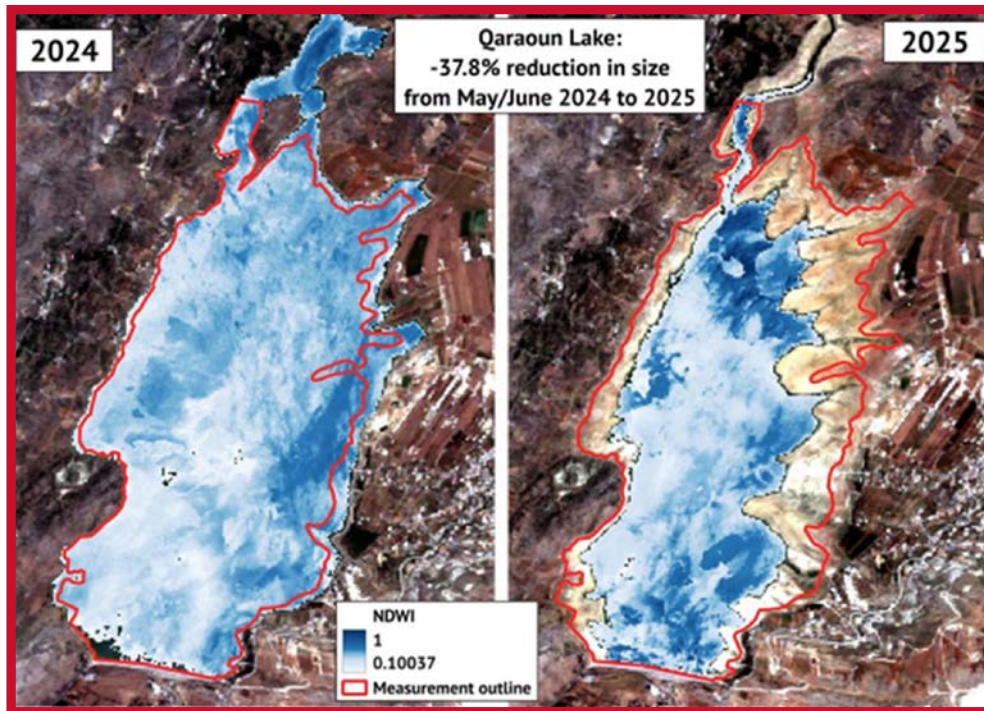 2024
Qaraoun Lake:
-37.8% reduction in size
from May/June 2024 to 2025
2025
NDWI
1
0.10037
Measurement outline